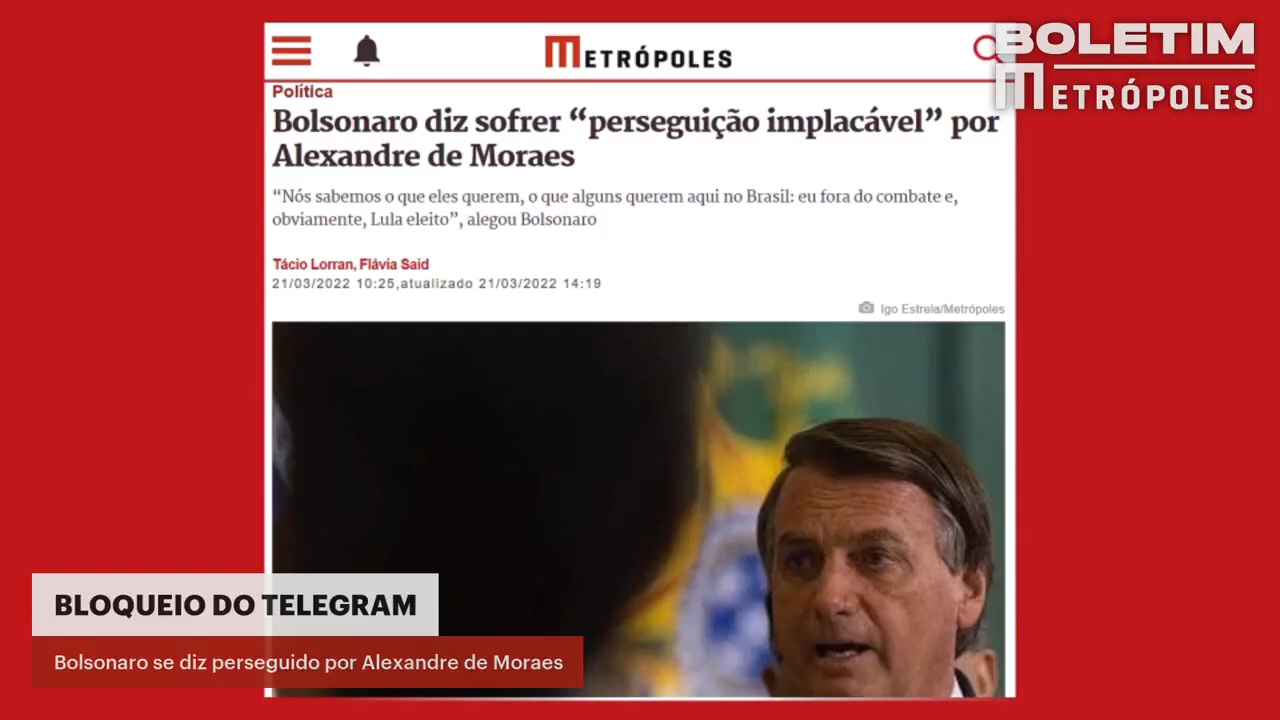 METRÓPOLES
BOLETIM
METRÓPOLES
Política
Bolsonaro diz sofrer “perseguição implacável” por
Alexandre de Moraes
“Nós sabemos o que eles querem, o que alguns querem aqui no Brasil: eu fora do combate e,
obviamente, Lula eleito”, alegou Bolsonaro
Tácio Lorran, Flávia Said
21/03/2022 10:25,atualizado 21/03/2022 14:19
Igo Estrela/Metrópoles
BLOQUEIO DO TELEGRAM
Bolsonaro se diz perseguido por Alexandre de Moraes